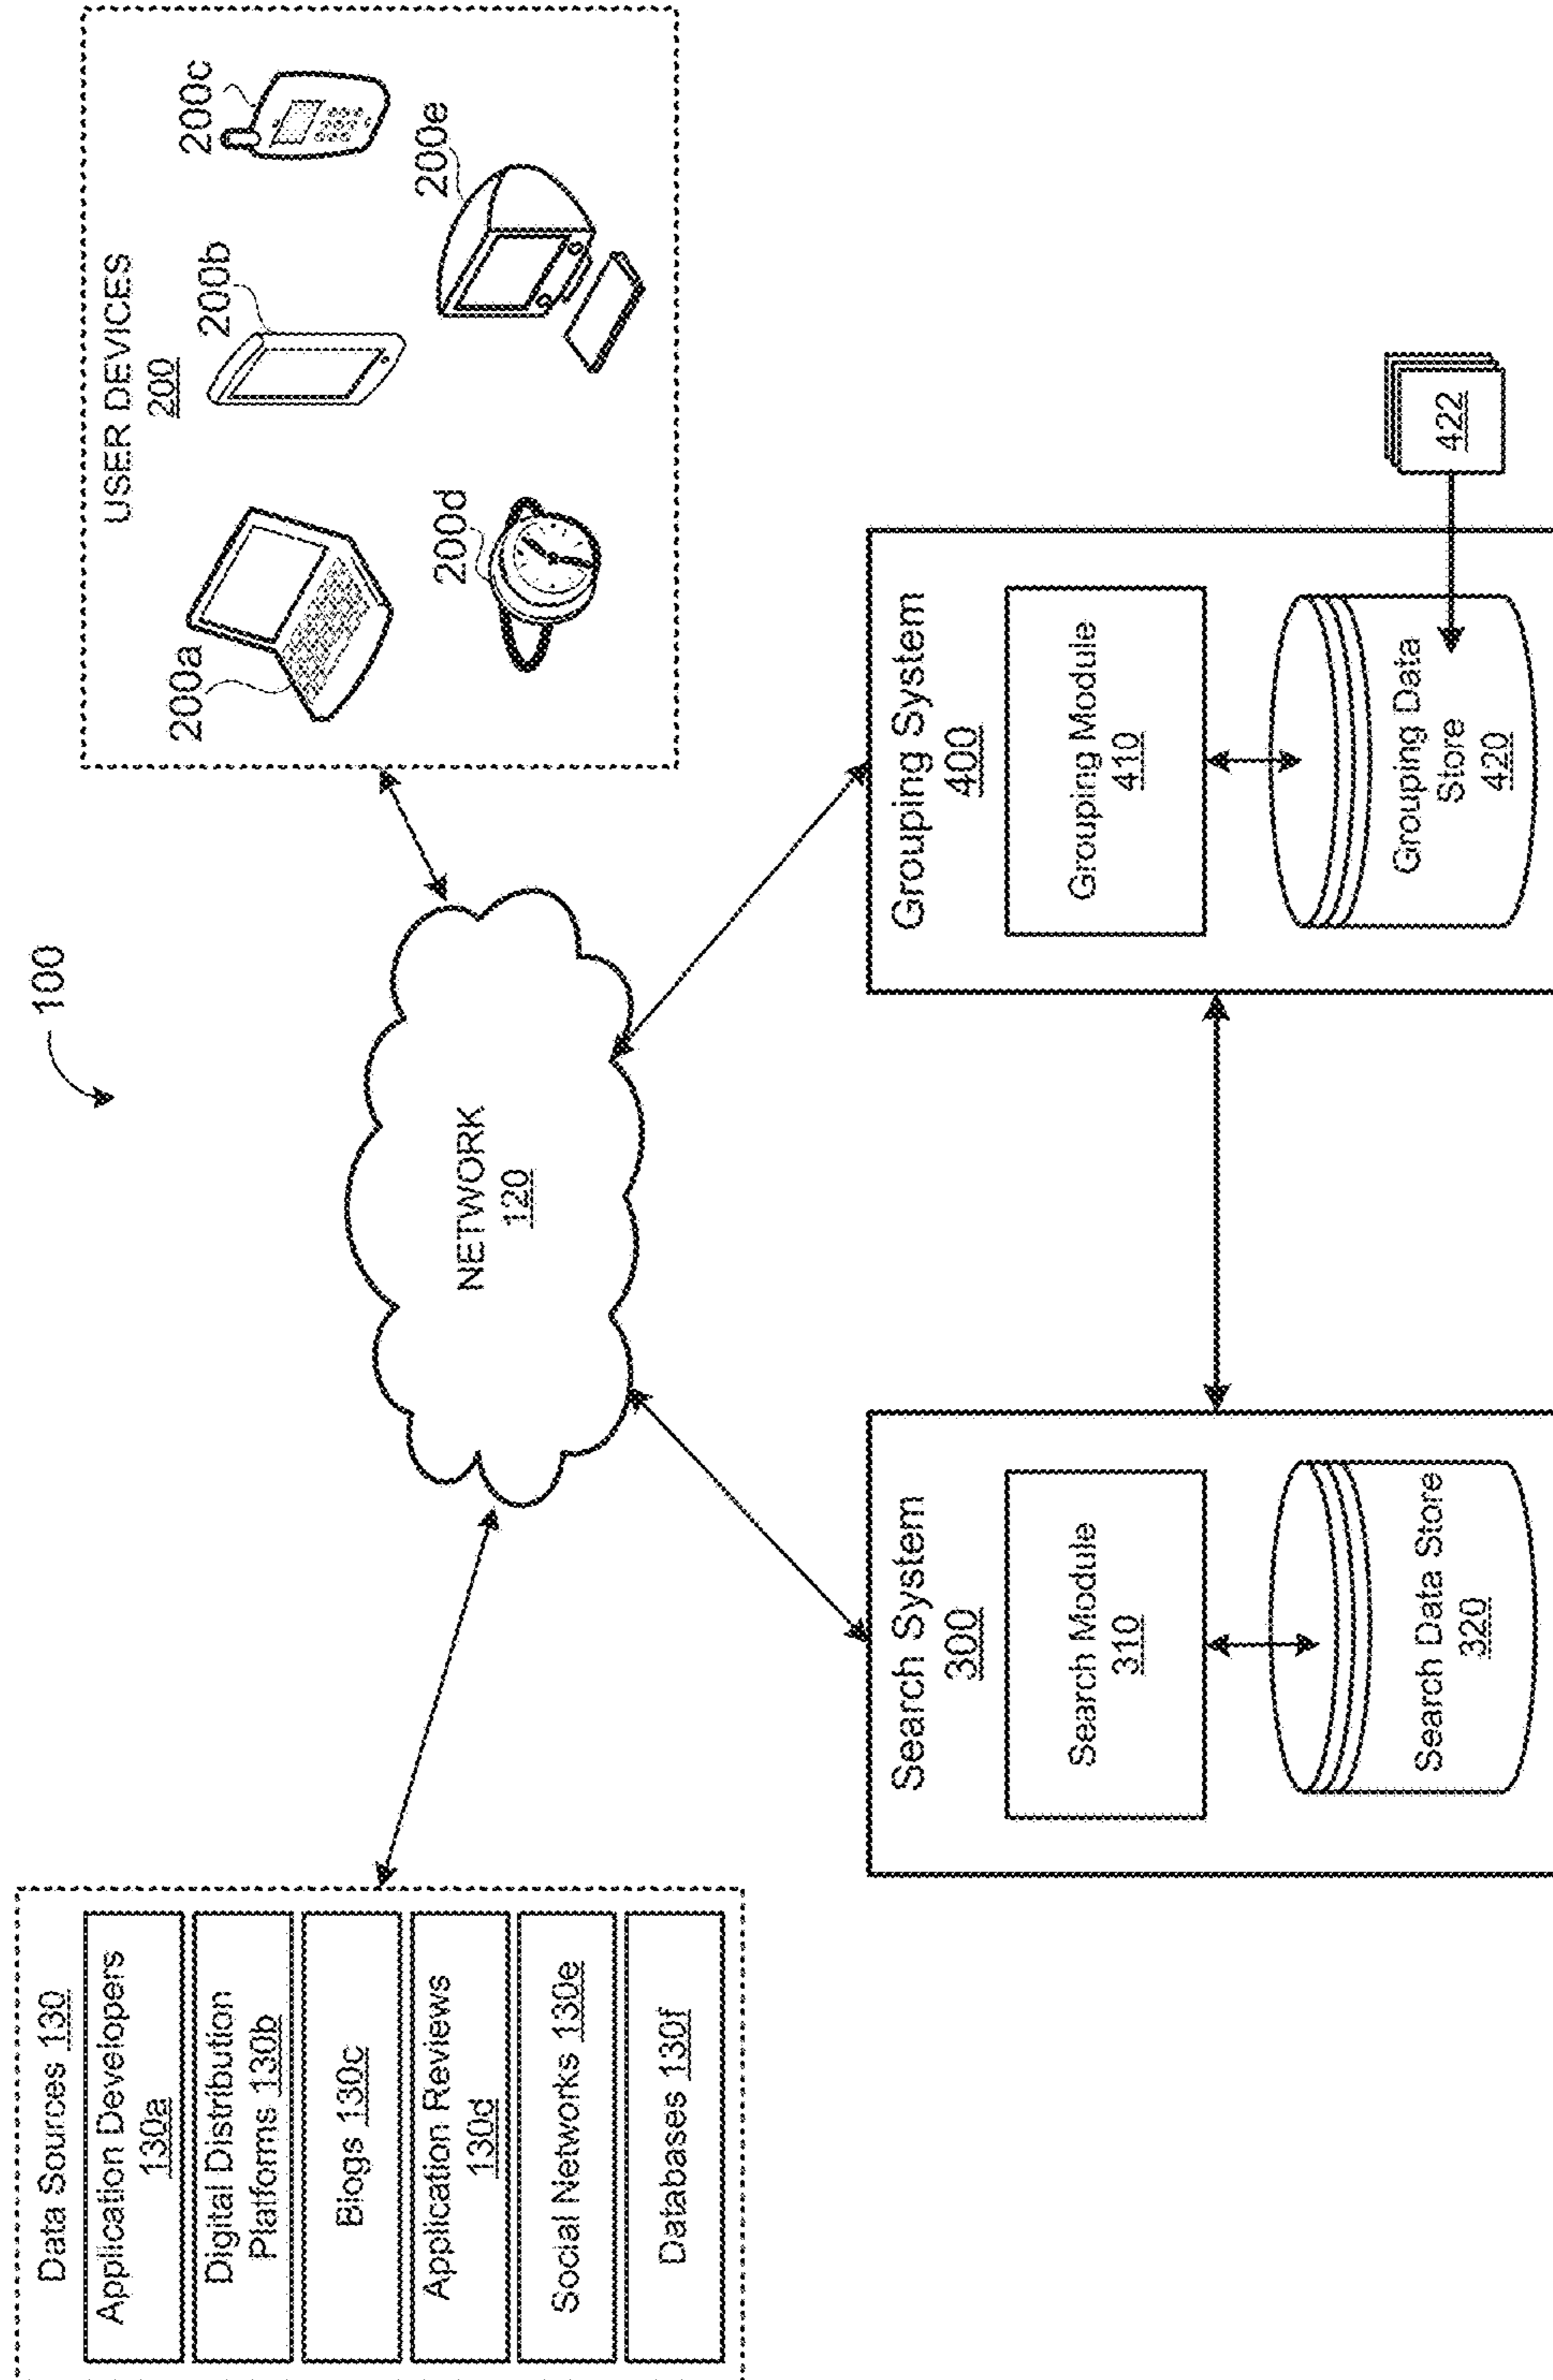 100
Data Sources 130
Application Developers
130a
Digital Distribution
Platforms 130b
Blogs 130c
Application Reviews
130d
Social Networks 130e
Databases 130f
NETWORK
120
USER DEVICES
200
200a
200b
200c
200d
200e
Search System
300
Search Module
310
Search Data Store
320
Grouping System
400
Grouping Module
410
Grouping Data
Store
420
422